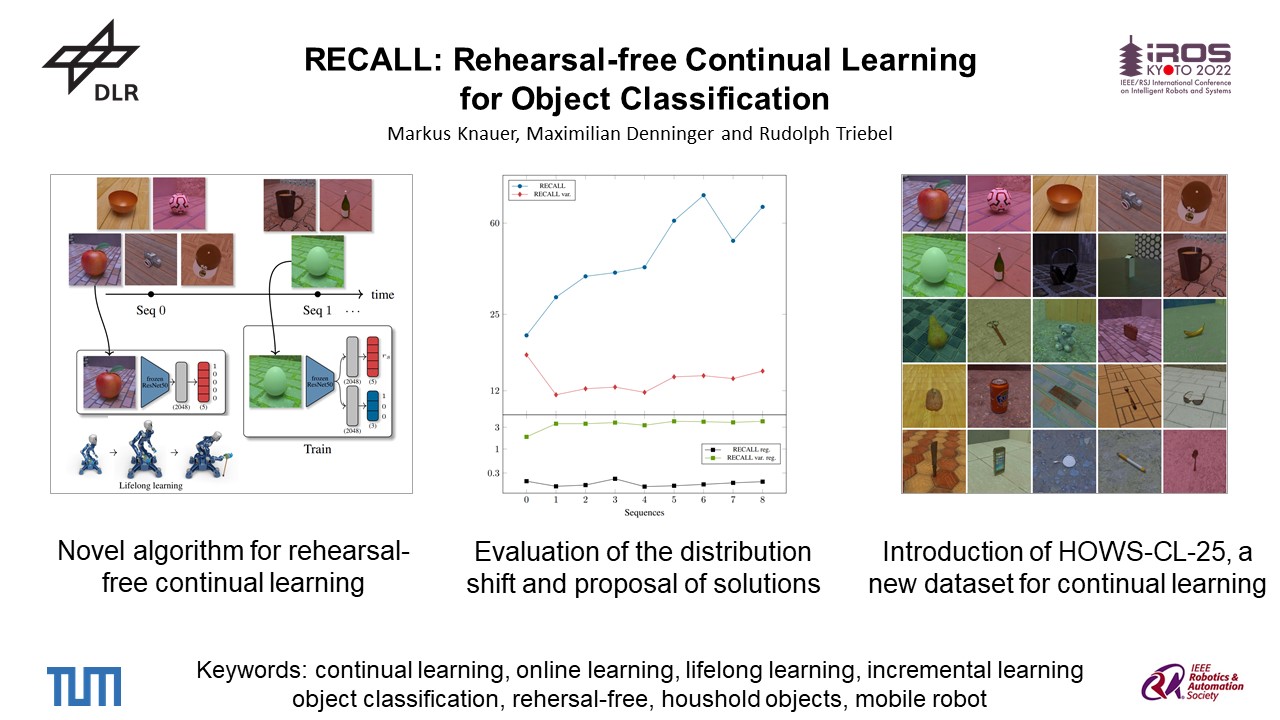 DLR
RECALL: Rehearsal-free Continual Learning
for Object Classification
Markus Knauer, Maximilian Denninger and Rudolph Triebel
iROS
KYOTO 2022
IEEE/RSJ International Conference
on Intelligent Robots and Systems
time
Seq 0
Seq 1 ...
frozen
ResNet50
1
0
0
0
0
(2048)
(5)
frozen
ResNet50
(2048)
(5)
1
0
0
(2048)
(3)
Train
Lifelong learning
RECALL
RECALL var.
60
25
12
3
1
0.3
RECALL reg.
RECALL var. reg.
0 1 2 3 4 5 6 7 8
Sequences
Novel algorithm for rehearsal-
free continual learning
Evaluation of the distribution
shift and proposal of solutions
Introduction of HOWS-CL-25, a
new dataset for continual learning
TUM
Keywords: continual learning, online learning, lifelong learning, incremental learning
object classification, rehersal-free, houshold objects, mobile robot
IEEE
Robotics &
Automation
Society